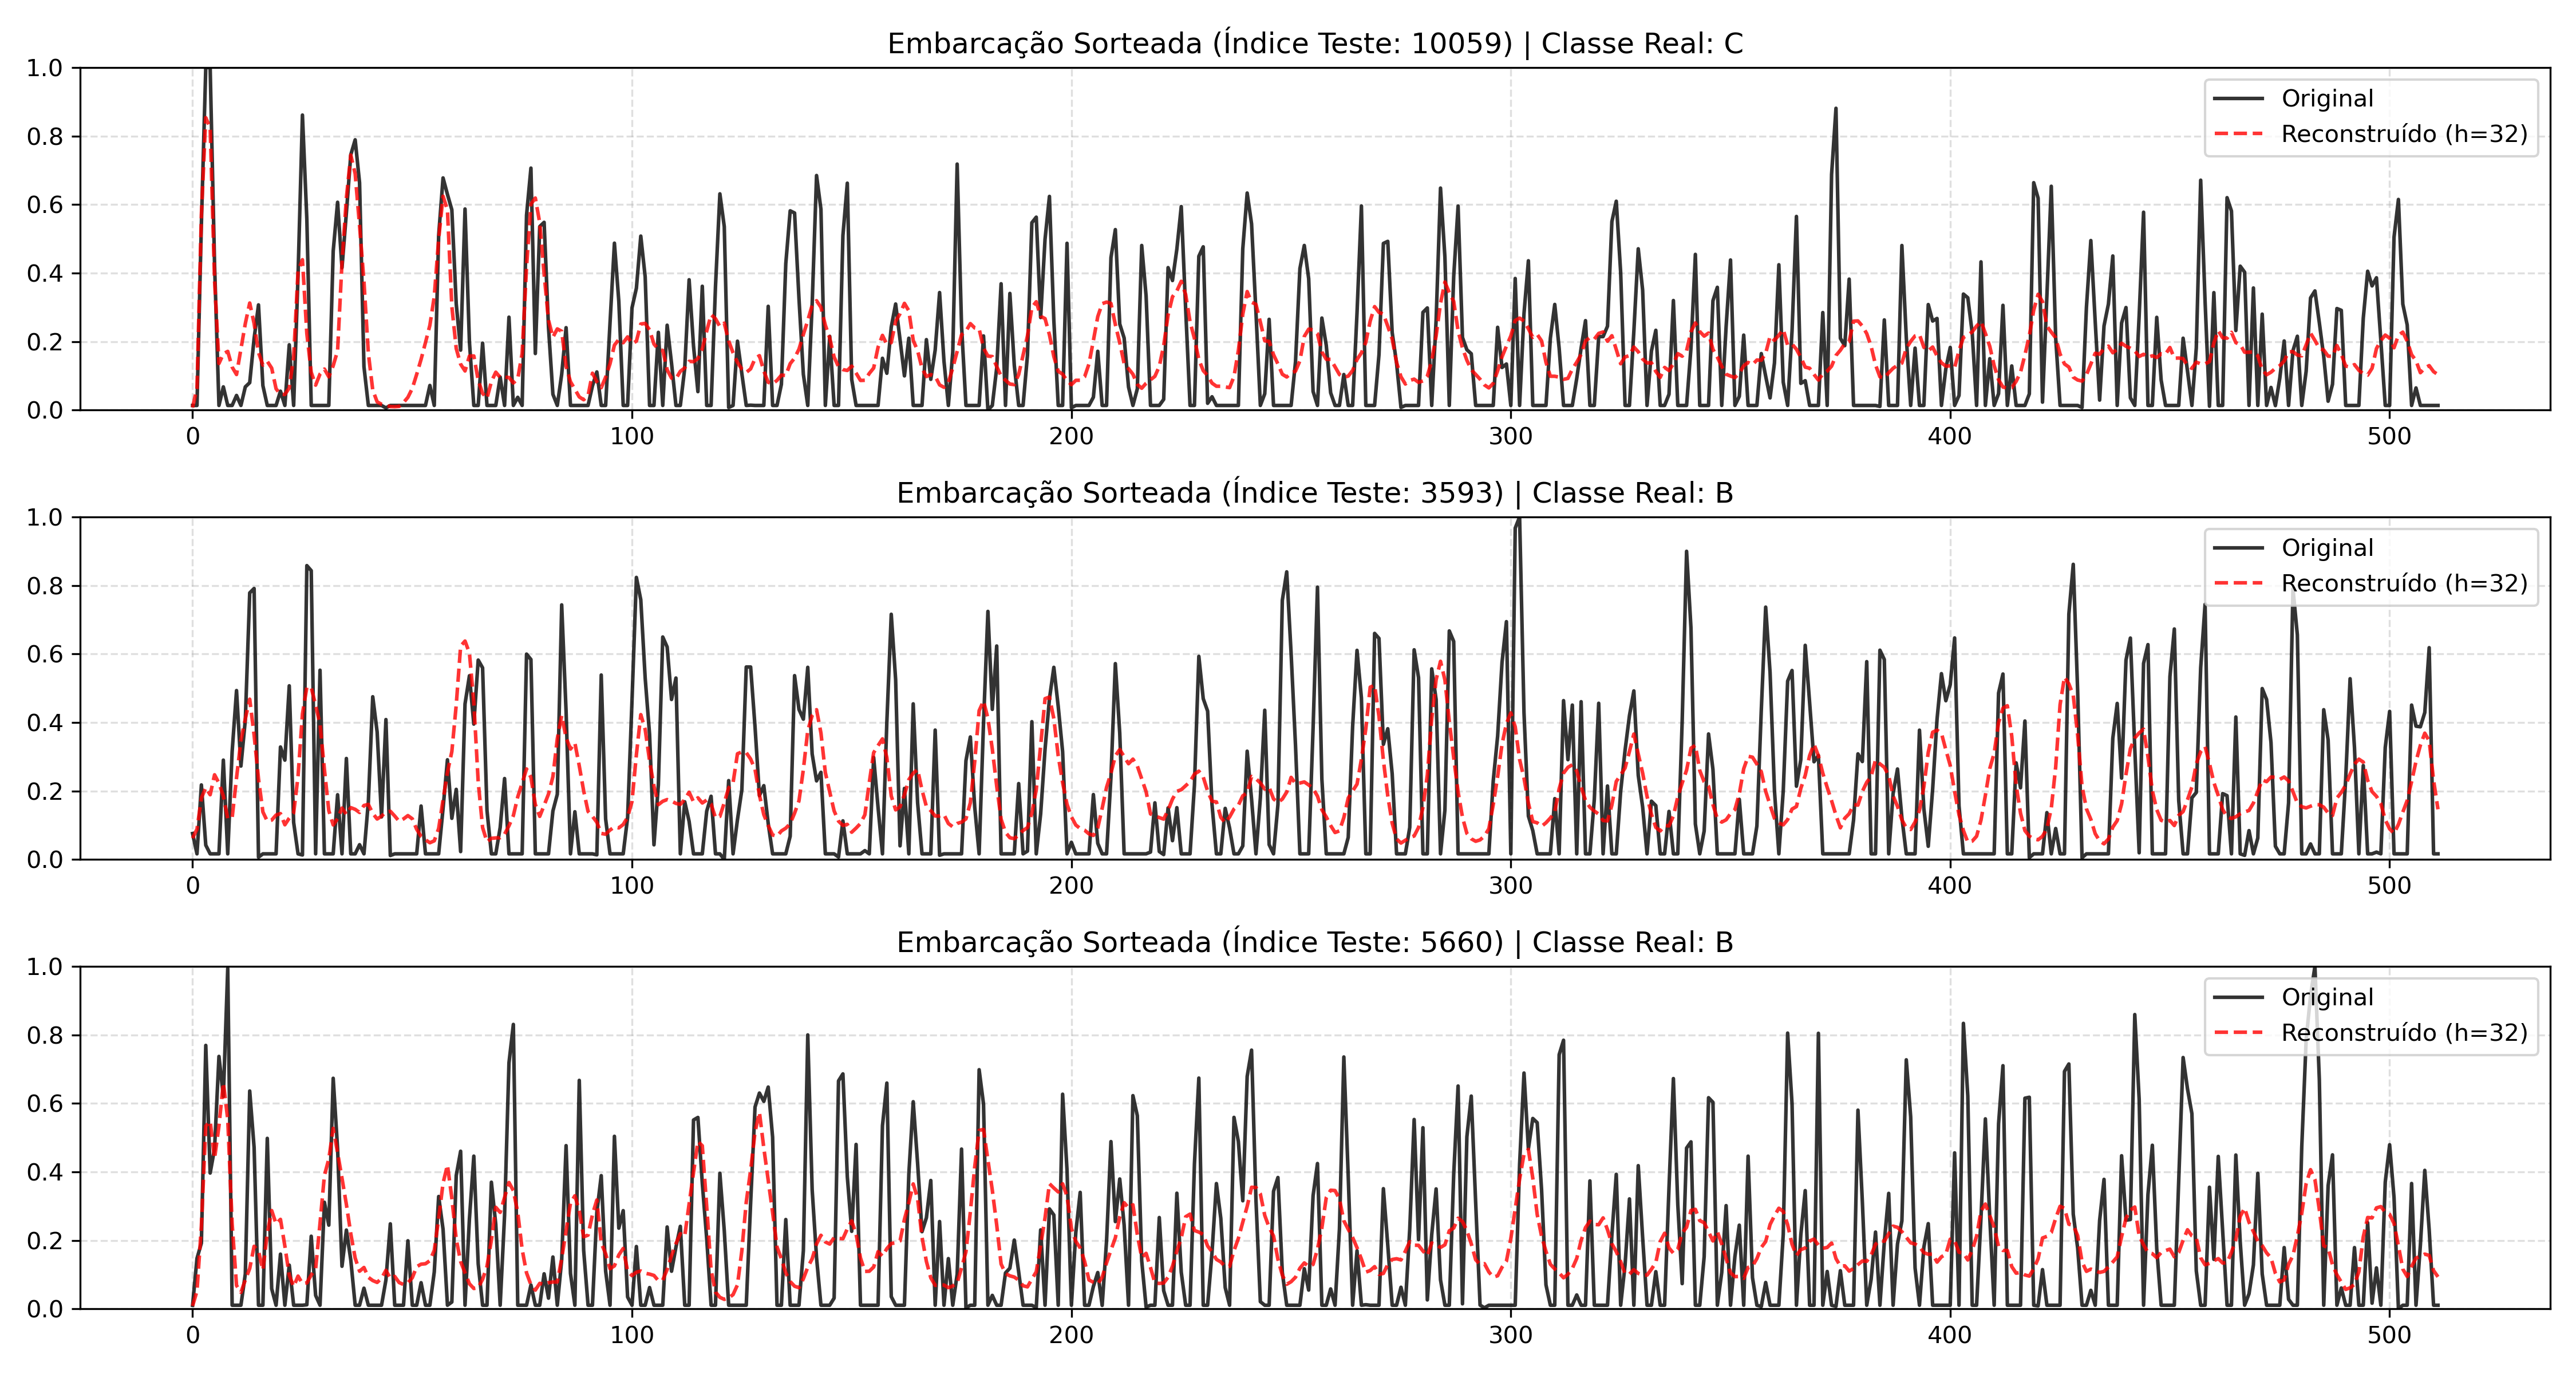 Embarcação Sorteada (Índice Teste: 10059) | Classe Real: C
1.0
0.8
0.6
0.4
0.2
0.0
Original
Reconstruído (h=32)
0 100 200 300 400 500
Embarcação Sorteada (Índice Teste: 3593) | Classe Real: B
1.0
0.8
0.6
0.4
0.2
0.0
Original
Reconstruído (h=32)
0 100 200 300 400 500
Embarcação Sorteada (Índice Teste: 5660) | Classe Real: B
1.0
0.8
0.6
0.4
0.2
0.0
Original
Reconstruído (h=32)
0 100 200 300 400 500